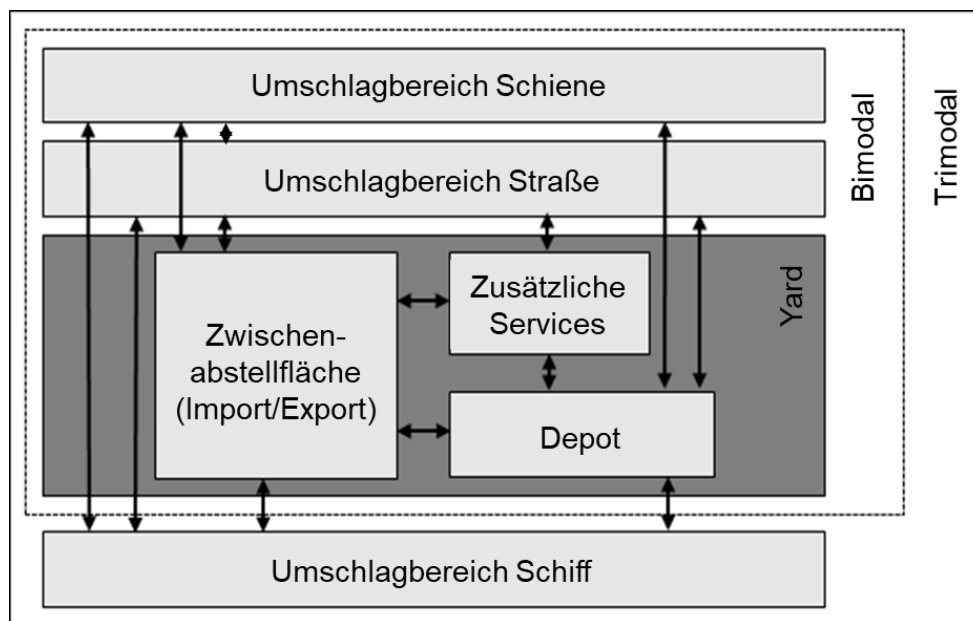 Umschlagbereich Schiene
Umschlagbereich Straße
Bimodal
Trimodal
Yard
Zwischen-
abstellfläche
(Import/Export)
Zusätzliche
Services
Depot
Umschlagbereich Schiff